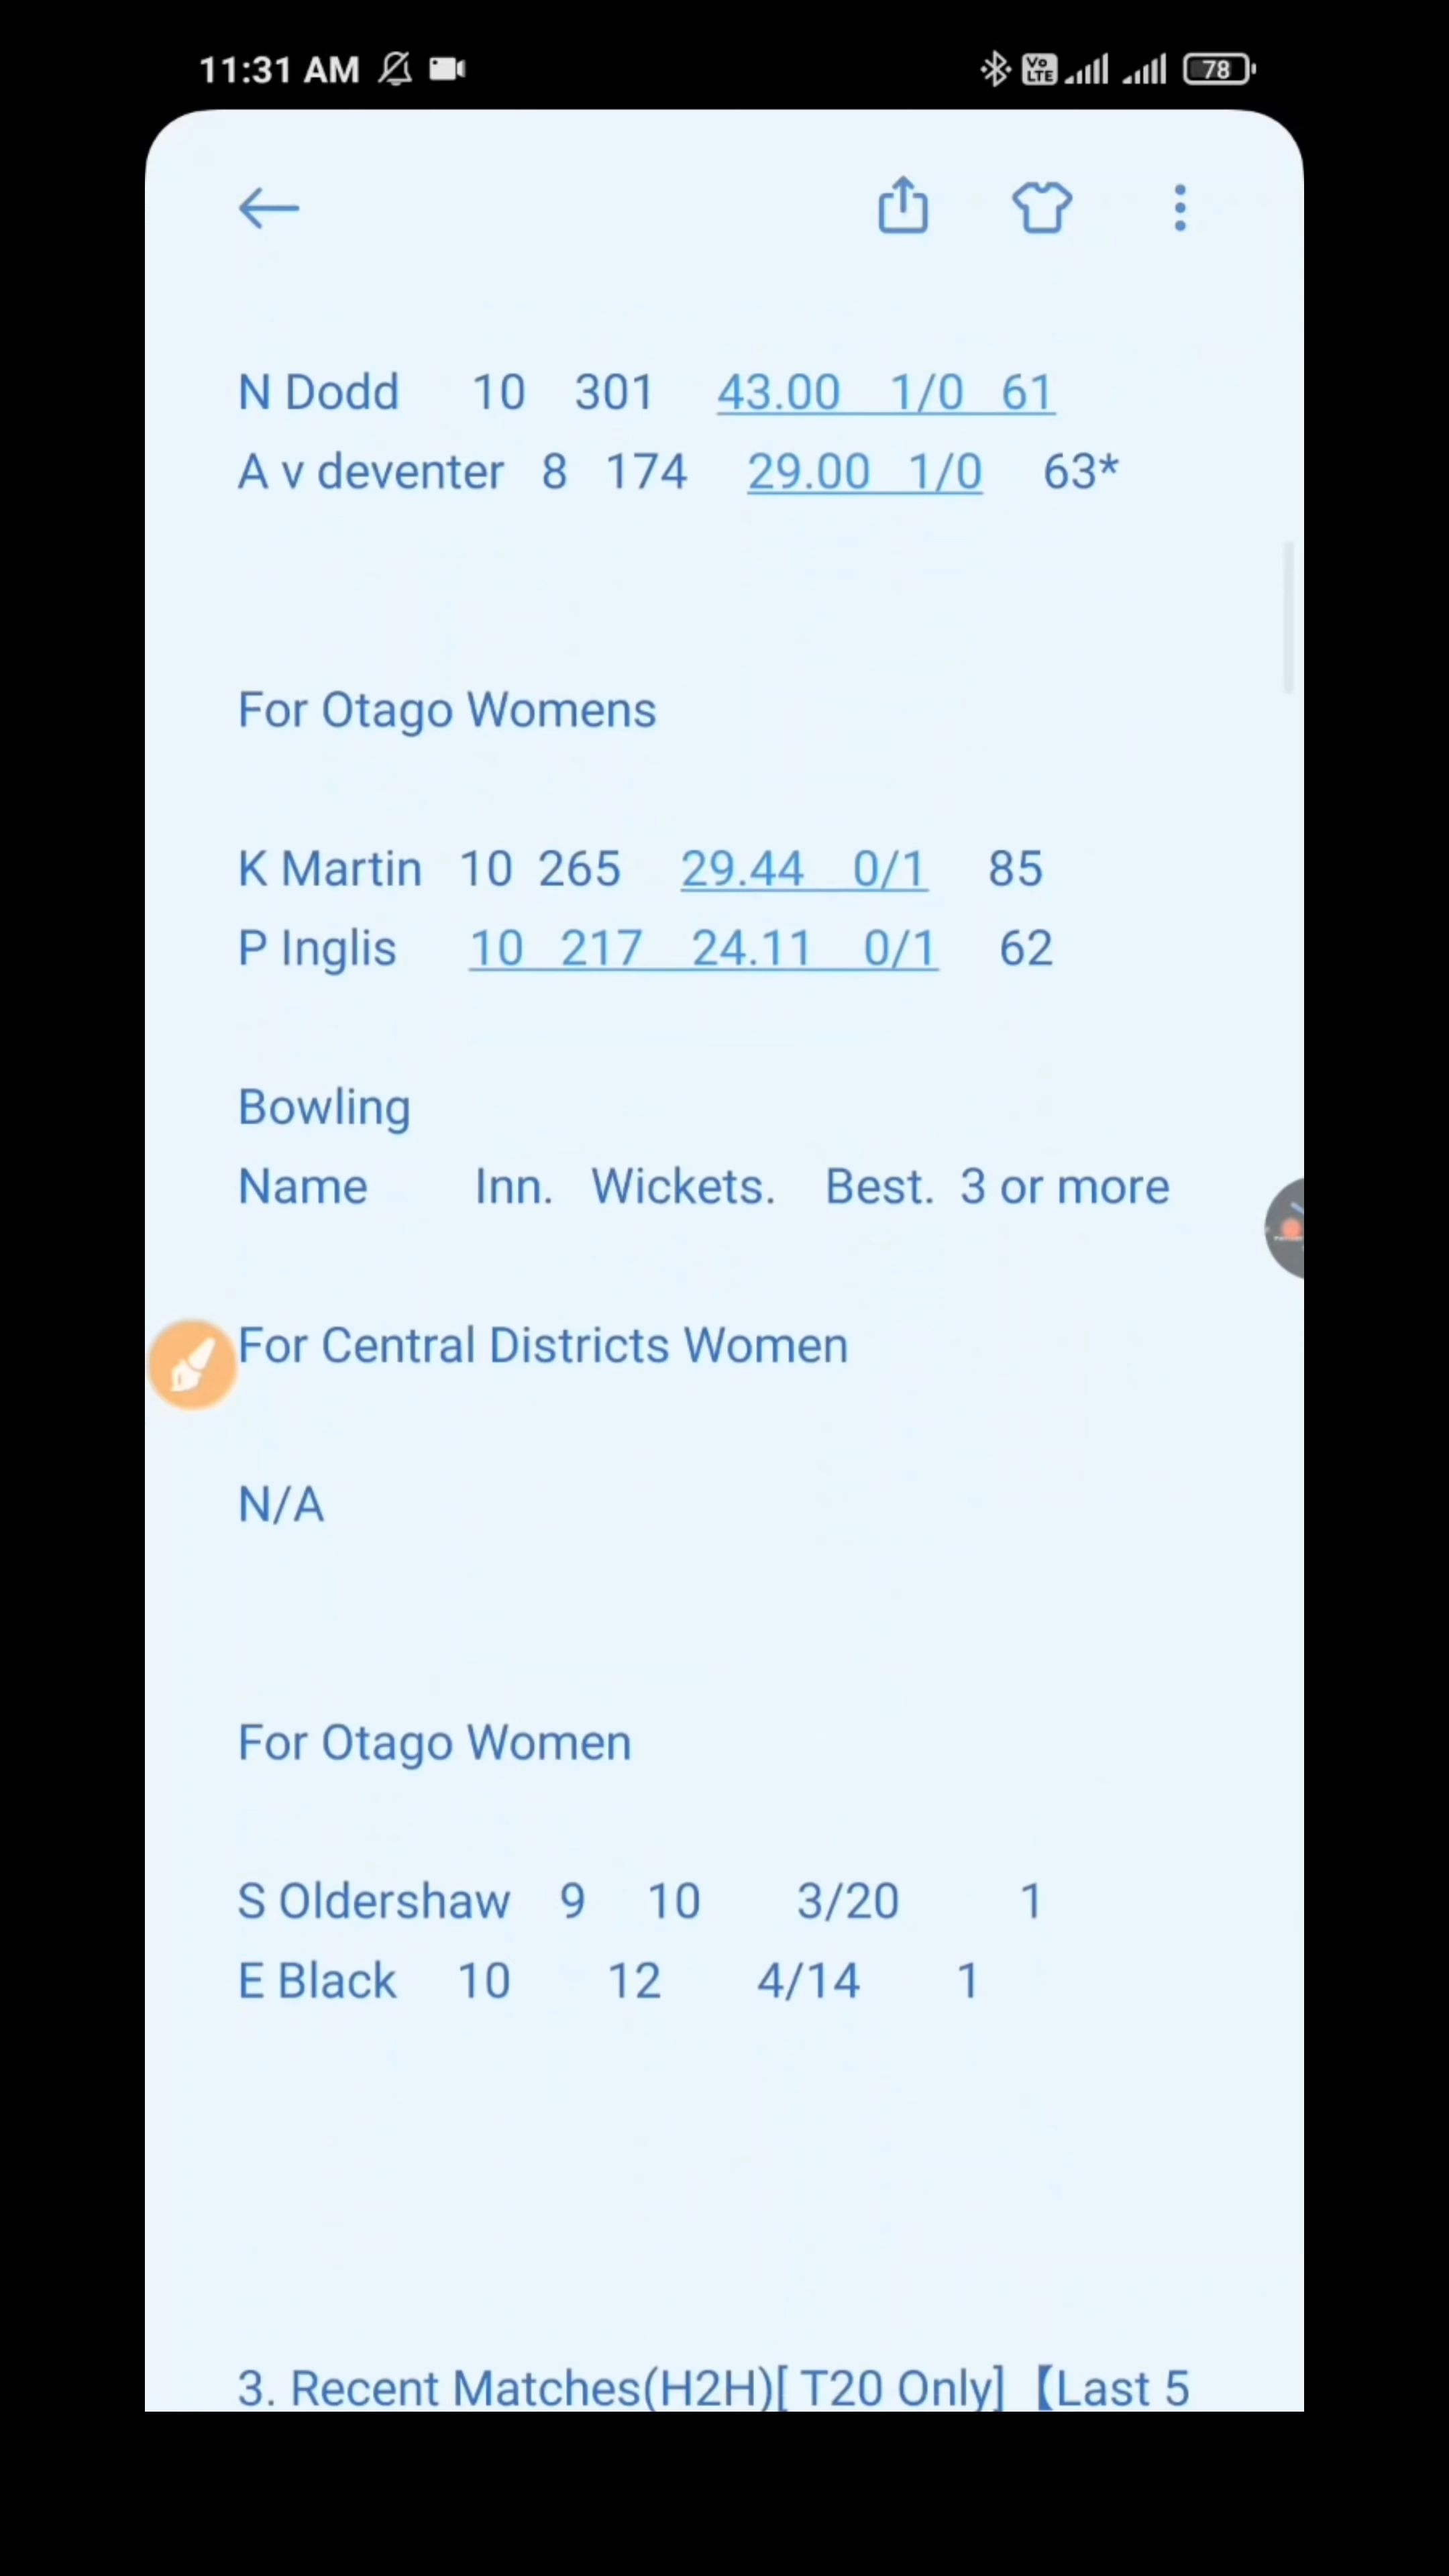 11:31 AM Vo LTE 78
N Dodd 10 301 43.00 1/0 61
A v deventer 8 174 29.00 1/0 63*
For Otago Womens
K Martin 10 265 29.44 0/1 85
P Inglis 10 217 24.11 0/1 62
Bowling
Name Inn. Wickets. Best. 3 or more
For Central Districts Women
N/A
For Otago Women
S Oldershaw 9 10 3/20 1
E Black 10 12 4/14 1
3. Recent Matches(H2H)[ T20 Only]【Last 5